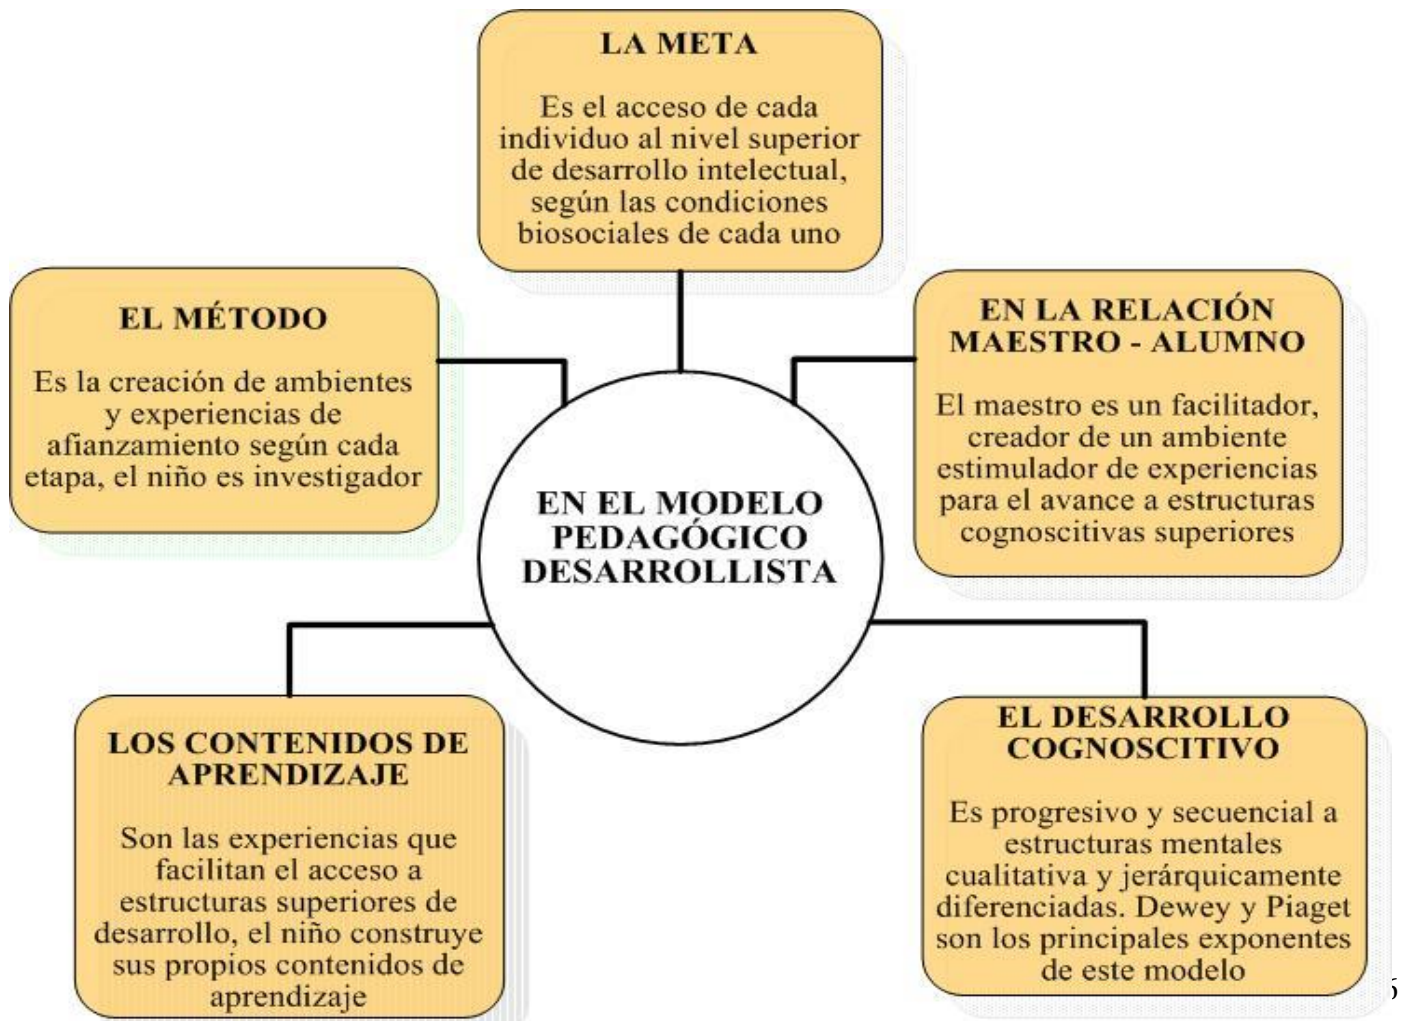 LA META
Es el acceso de cada
individuo al nivel superior
de desarrollo intelectual,
según las condiciones
biosociales de cada uno
EL MÉTODO
Es la creación de ambientes
y experiencias de
afianzamiento según cada
etapa, el niño es investigador
EN LA RELACIÓN
MAESTRO - ALUMNO
El maestro es un facilitador,
creador de un ambiente
estimulador de experiencias
para el avance a estructuras
cognoscitivas superiores
EN EL MODELO
PEDAGÓGICO
DESARROLLISTA
LOS CONTENIDOS DE
APRENDIZAJE
Son las experiencias que
facilitan el acceso a
estructuras superiores de
desarrollo, el niño construye
sus propios contenidos de
aprendizaje
EL DESARROLLO
COGNOSCITIVO
Es progresivo y secuencial a
estructuras mentales
cualitativa y jerárquicamente
diferenciadas. Dewey y Piaget
son los principales exponentes
de este modelo